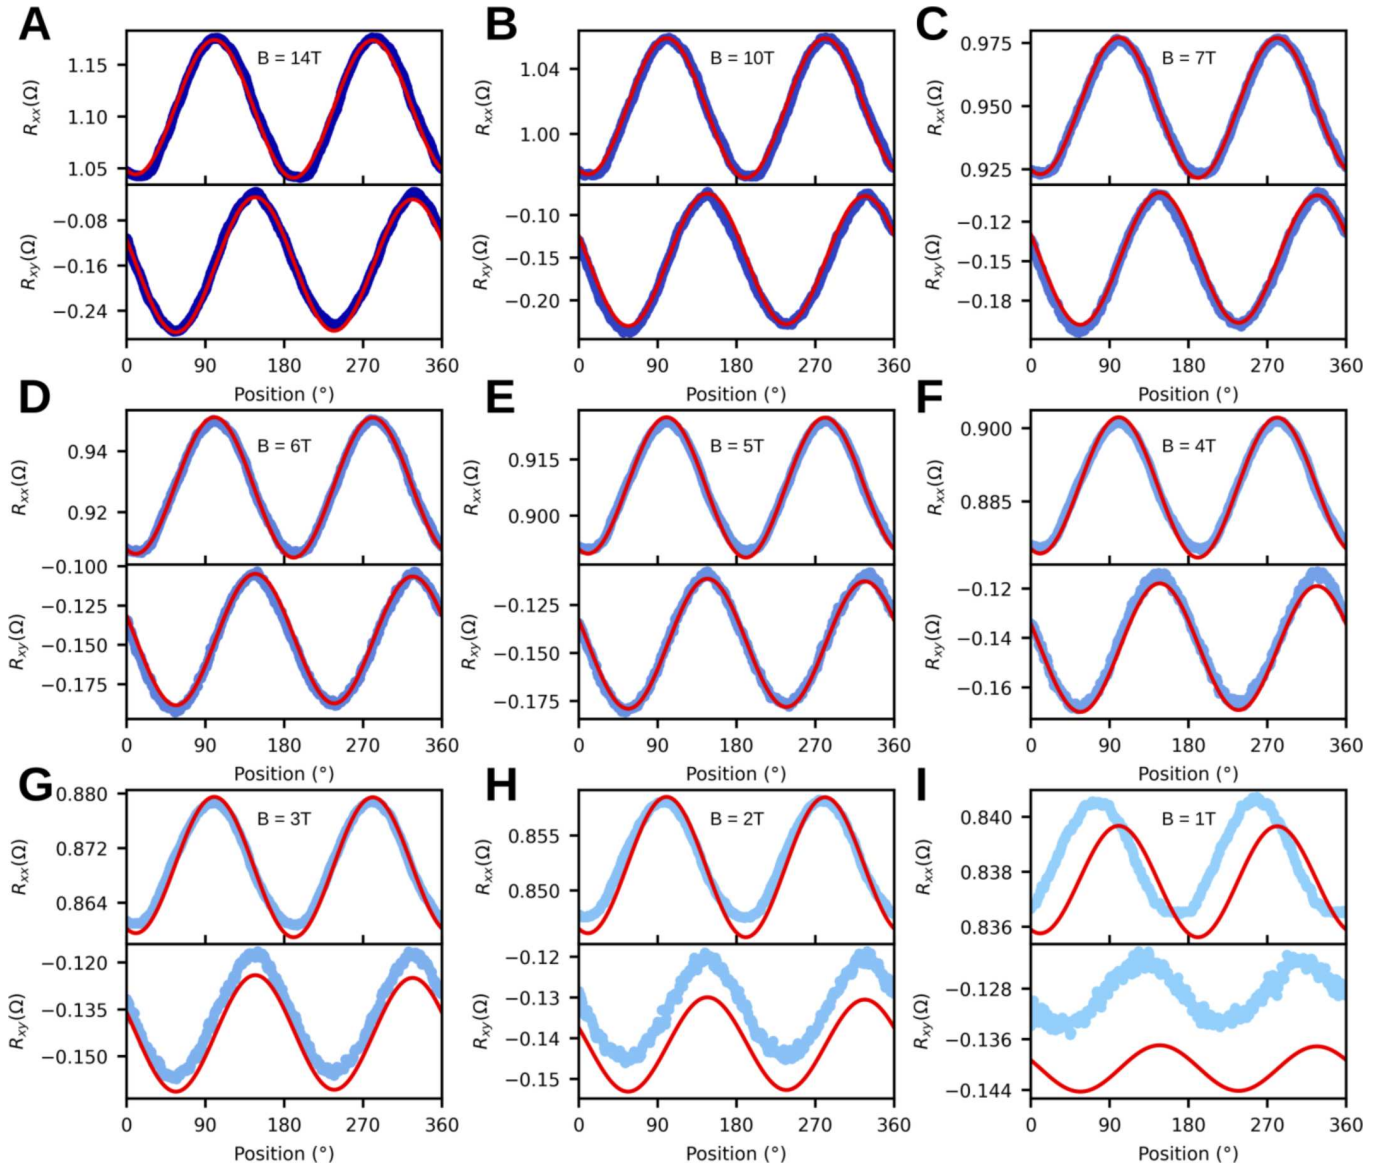 A
B = 14T
Rxx(Ω)
1.15
1.10
1.05
Rxy(Ω)
−0.08
−0.16
−0.24
0 90 180 270 360
Position (°)
B
B = 10T
Rxx(Ω)
1.04
1.00
Rxy(Ω)
−0.10
−0.15
−0.20
0 90 180 270 360
Position (°)
C
B = 7T
Rxx(Ω)
0.975
0.950
0.925
Rxy(Ω)
−0.12
−0.15
−0.18
0 90 180 270 360
Position (°)
D
B = 6T
Rxx(Ω)
0.94
0.92
Rxy(Ω)
−0.100
−0.125
−0.150
−0.175
0 90 180 270 360
Position (°)
E
B = 5T
Rxx(Ω)
0.915
0.900
Rxy(Ω)
−0.125
−0.150
−0.175
0 90 180 270 360
Position (°)
F
B = 4T
Rxx(Ω)
0.900
0.885
Rxy(Ω)
−0.12
−0.14
−0.16
0 90 180 270 360
Position (°)
G
B = 3T
Rxx(Ω)
0.880
0.872
0.864
Rxy(Ω)
−0.120
−0.135
−0.150
0 90 180 270 360
Position (°)
H
B = 2T
Rxx(Ω)
0.855
0.850
Rxy(Ω)
−0.12
−0.13
−0.14
−0.15
0 90 180 270 360
Position (°)
I
B = 1T
Rxx(Ω)
0.840
0.838
0.836
Rxy(Ω)
−0.128
−0.136
−0.144
0 90 180 270 360
Position (°)